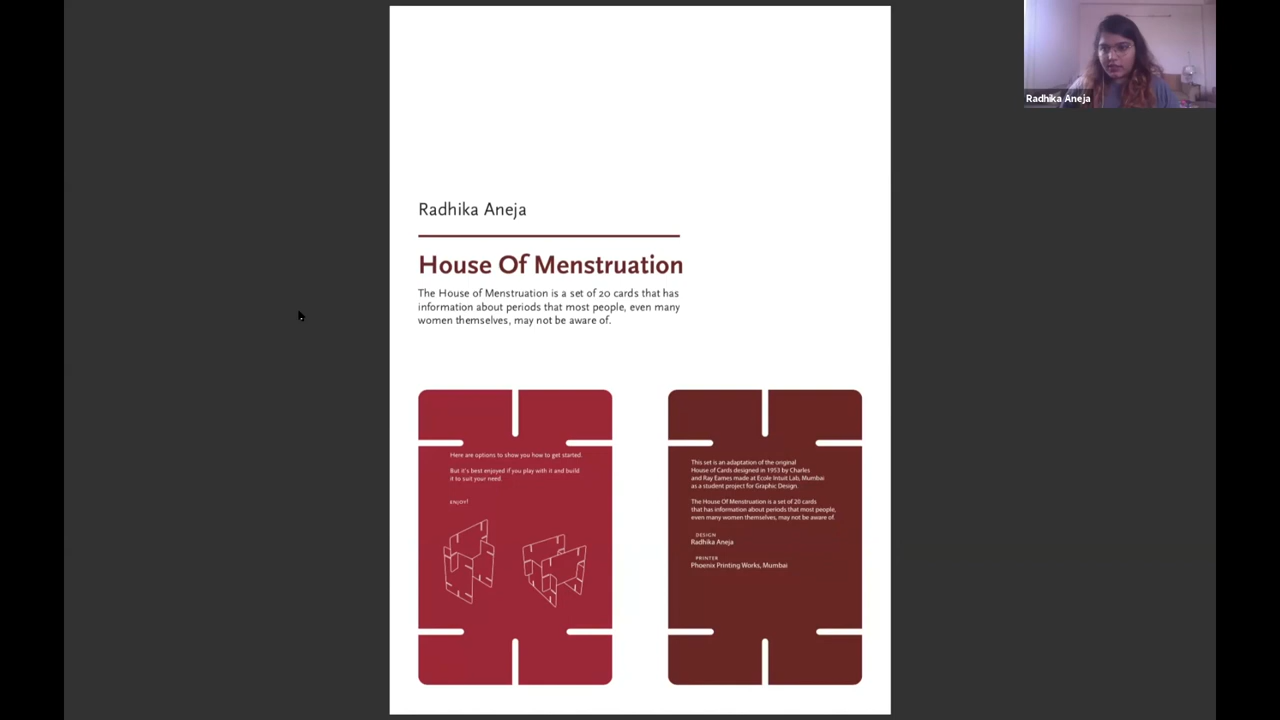 Radhika Aneja
Radhika Aneja
House Of Menstruation
The House of Menstruation is a set of 20 cards that has
information about periods that most people, even many
women themselves, may not be aware of.
Here are options to show you how to get started.
But it's best enjoyed if you play with it and build
it to suit your need.
ENJOY!
This set is an adaptation of the original
House of Cards designed in 1953 by Charles
and Ray Eames made at Ecole Intuit Lab, Mumbai
as a student project for Graphic Design.
The House Of Menstruation is a set of 20 cards
that has information about periods that most people,
even many women themselves, may not be aware of.
DESIGN
Radhika Aneja
PRINTER
Phoenix Printing Works, Mumbai